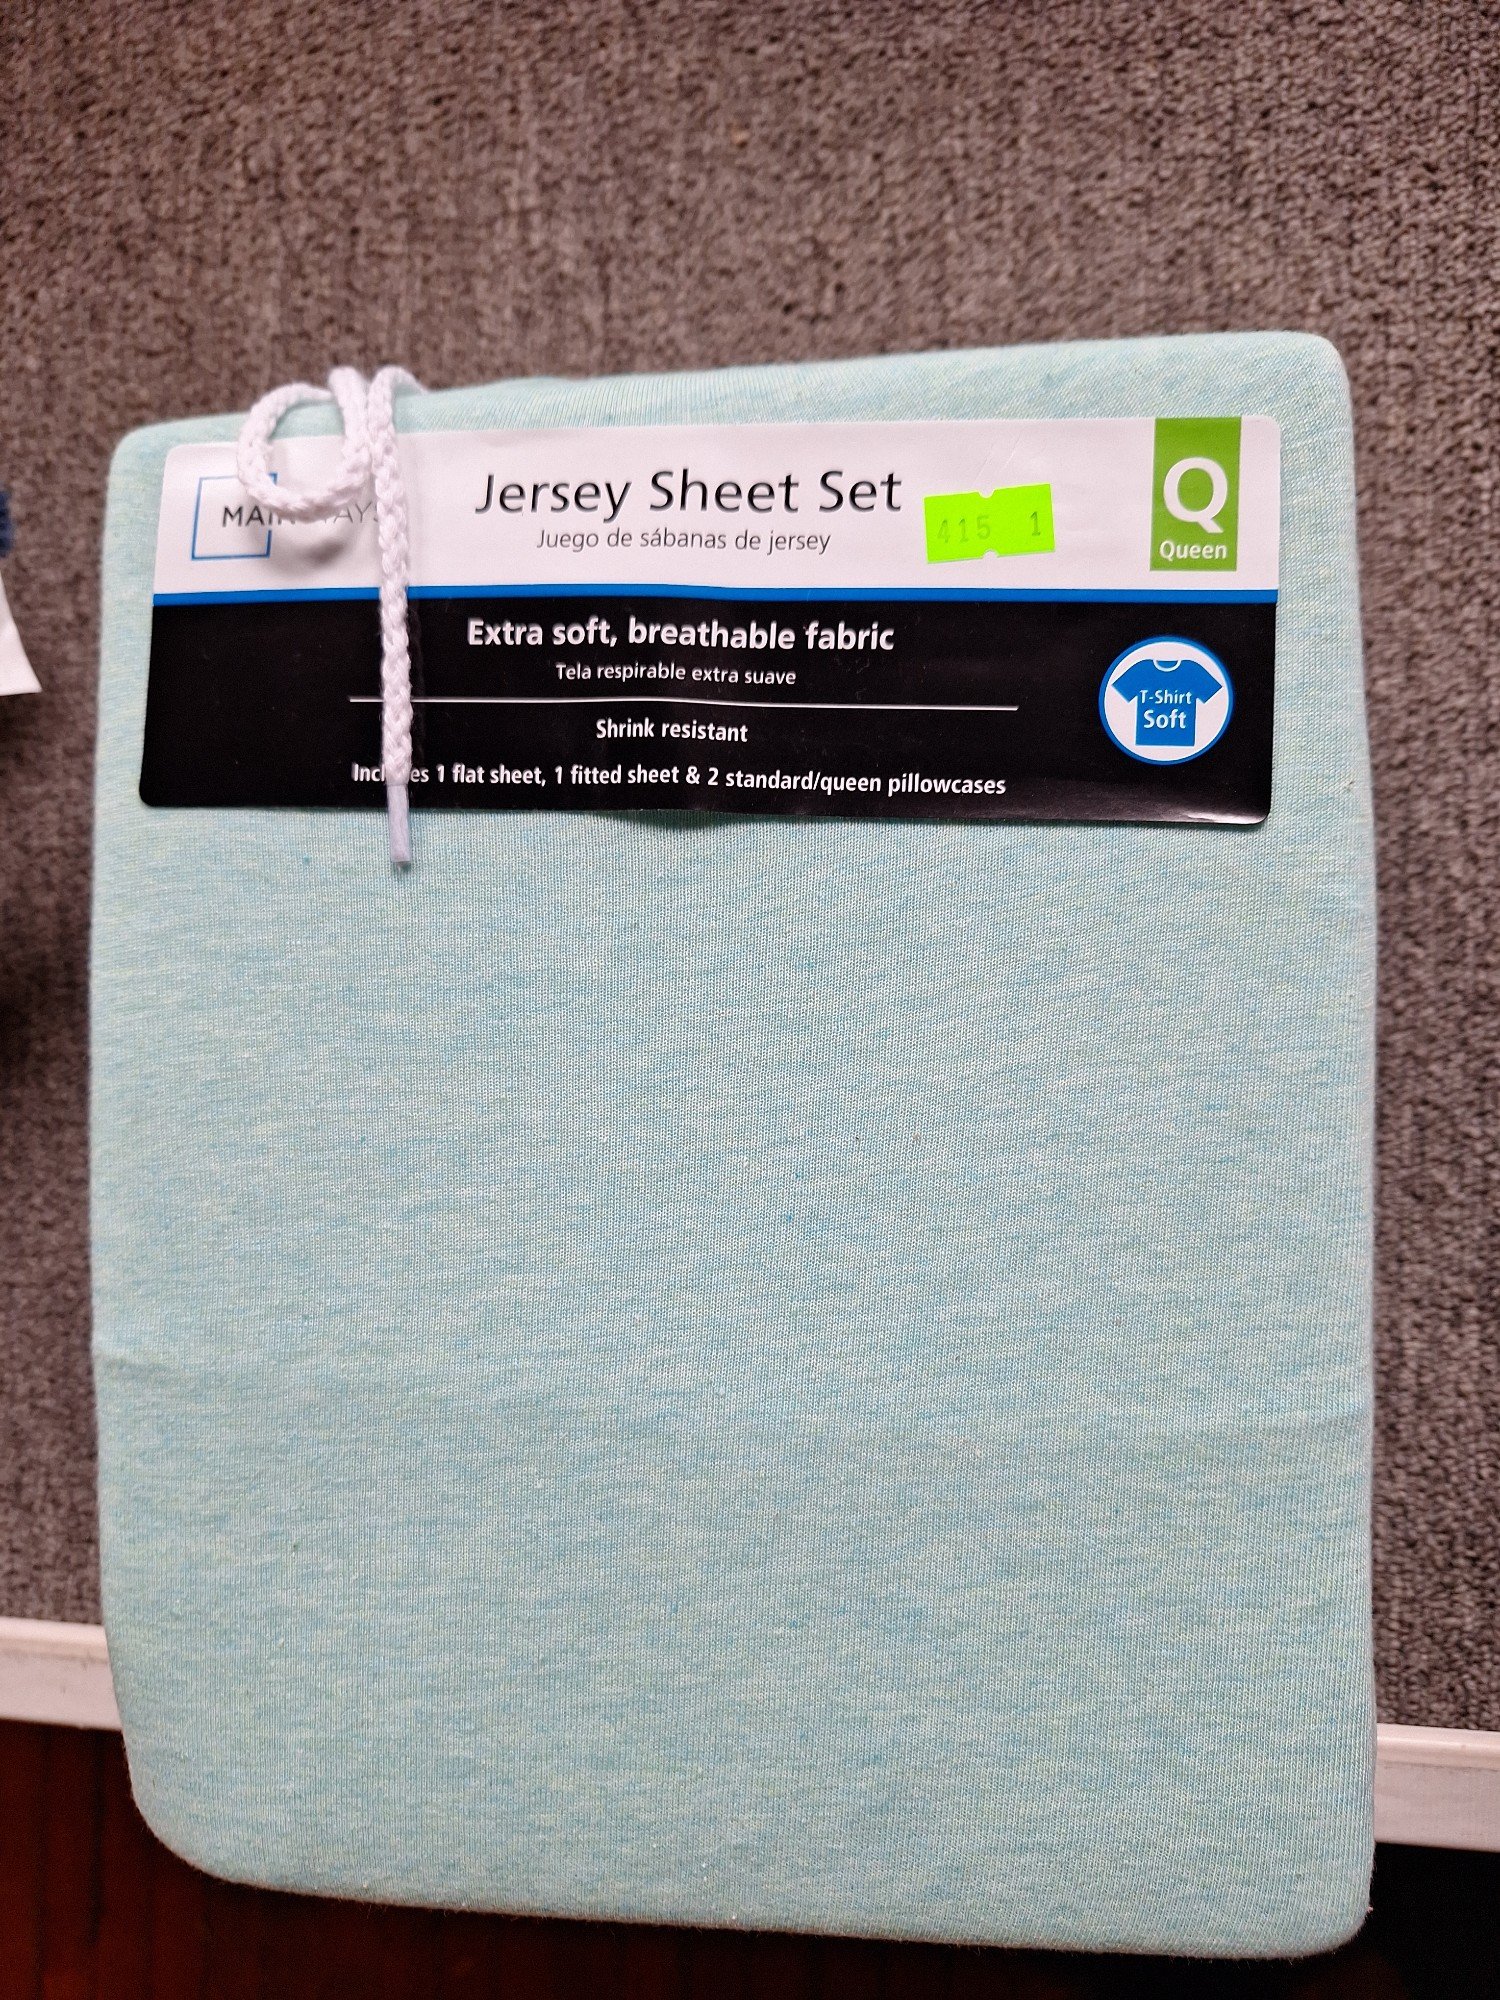 Jersey Sheet Set
Juego de sábanas de jersey
415 1
Q
Queen
Extra soft, breathable fabric
Tela respirable extra suave
Shrink resistant
1 flat sheet, 1 fitted sheet & 2 standard/queen pillowcases
T-Shirt
Soft